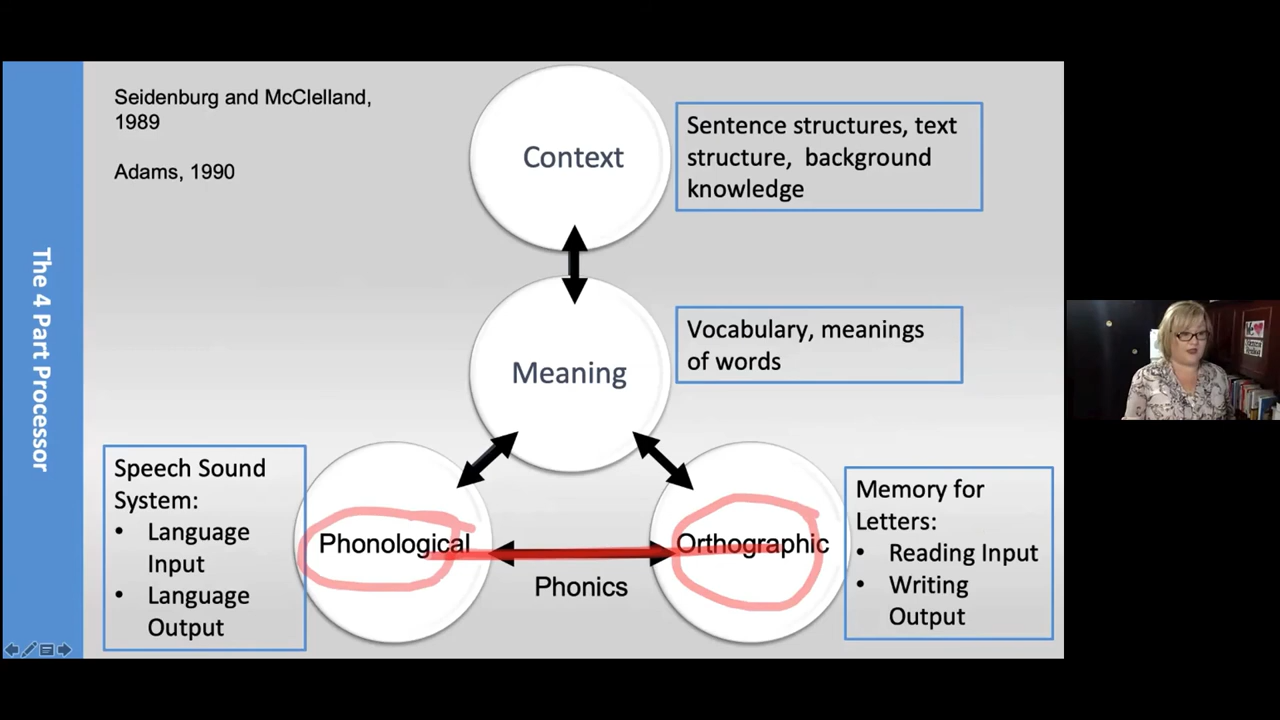 The 4 Part Processor
Seidenburg and McClelland,
1989
Adams, 1990
Context
Sentence structures, text
structure, background
knowledge
Meaning
Vocabulary, meanings
of words
Speech Sound
System:
• Language
Input
• Language
Output
Phonological
Phonics
Orthographic
Memory for
Letters:
• Reading Input
• Writing
Output